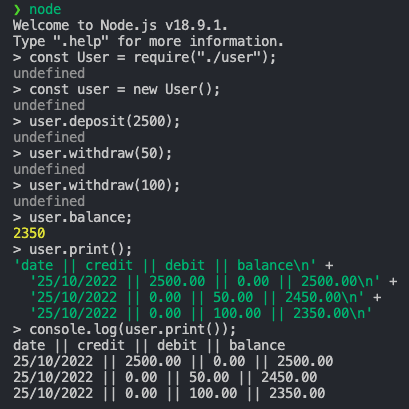 ❯ node
Welcome to Node.js v18.9.1.
Type ".help" for more information.
> const User = require("./user");
undefined
> const user = new User();
undefined
> user.deposit(2500);
undefined
> user.withdraw(50);
undefined
> user.withdraw(100);
undefined
> user.balance;
2350
> user.print();
'date || credit || debit || balance\n' +
  '25/10/2022 || 2500.00 || 0.00 || 2500.00\n' +
  '25/10/2022 || 0.00 || 50.00 || 2450.00\n' +
  '25/10/2022 || 0.00 || 100.00 || 2350.00\n'
> console.log(user.print());
date || credit || debit || balance
25/10/2022 || 2500.00 || 0.00 || 2500.00
25/10/2022 || 0.00 || 50.00 || 2450.00
25/10/2022 || 0.00 || 100.00 || 2350.00